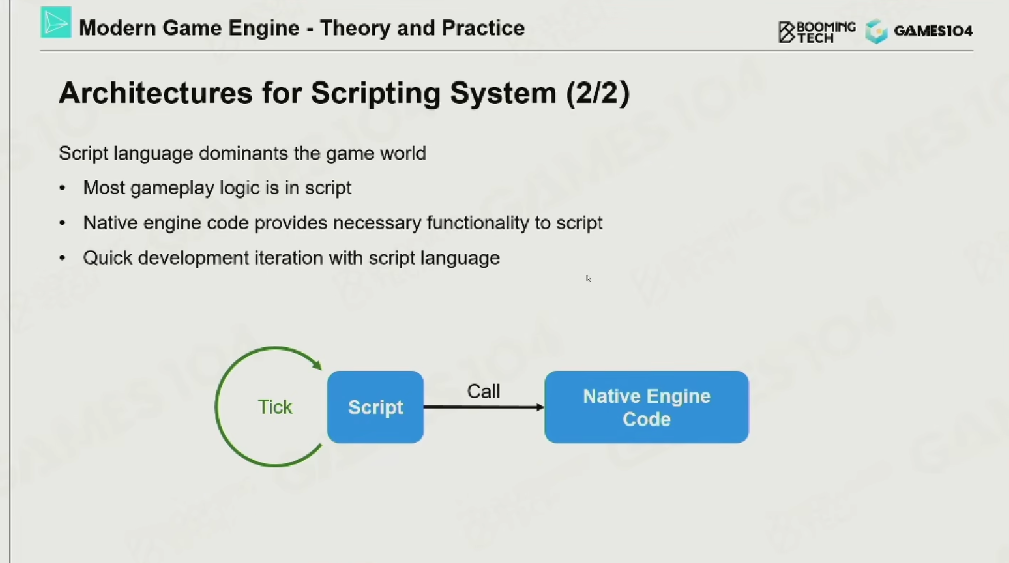 Modern Game Engine - Theory and Practice
BOOMING
TECH
GAMES104
Architectures for Scripting System (2/2)
Script language dominants the game world
• Most gameplay logic is in script
• Native engine code provides necessary functionality to script
• Quick development iteration with script language
Tick
Script
Call
Native Engine
Code